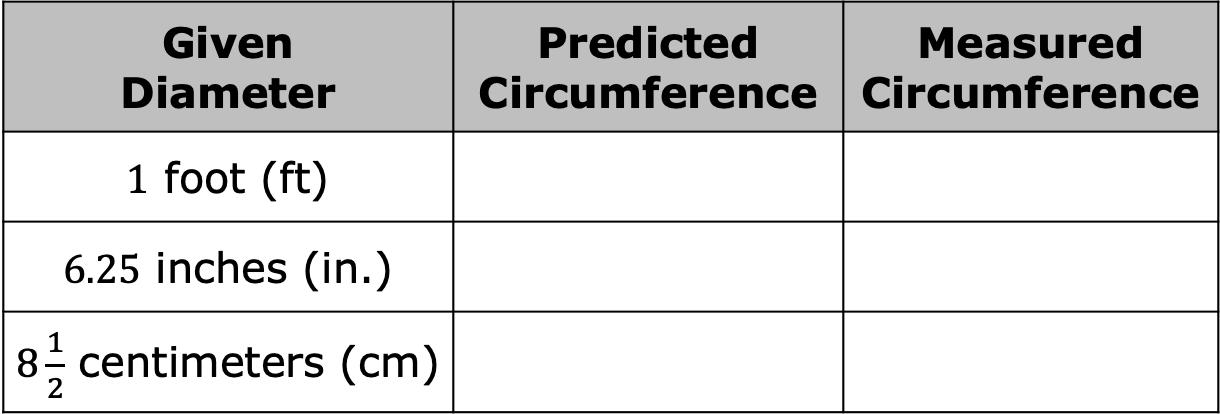 Given Predicted Measured
Diameter Circumference Circumference
1 foot (ft)
6.25 inches (in.)
8 1/2 centimeters (cm)